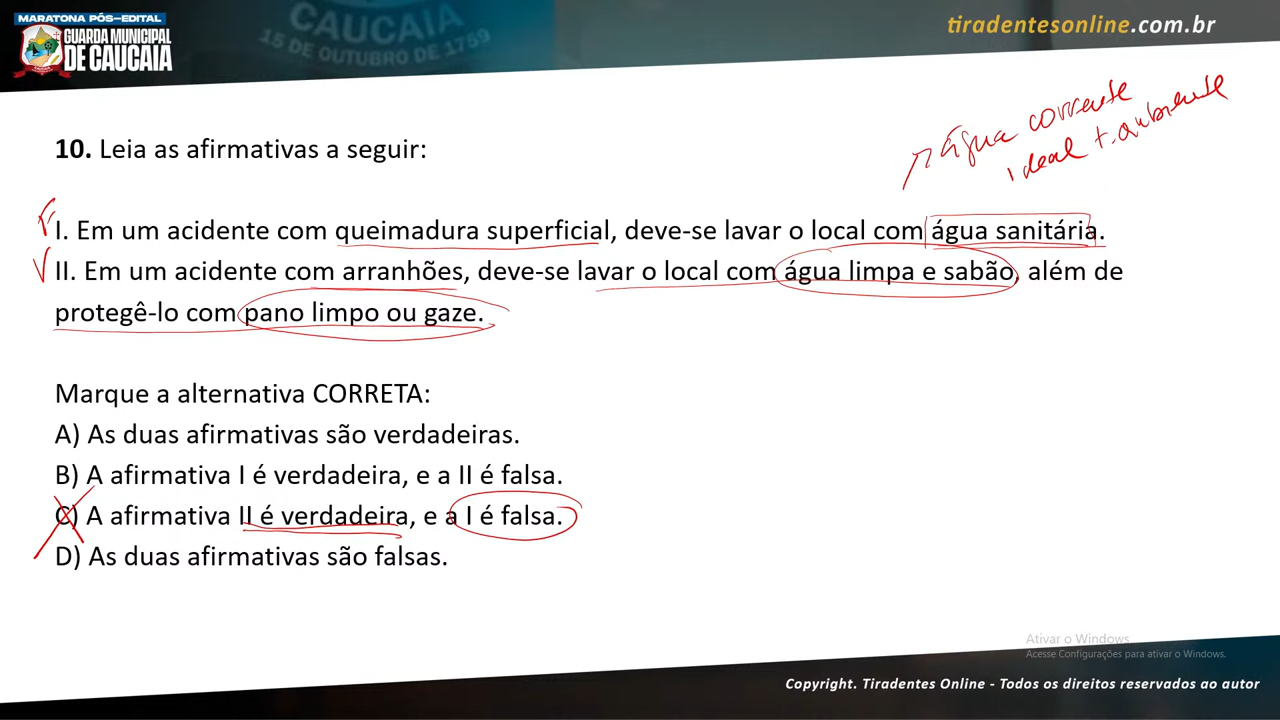 MARATONA PÓS-EDITAL
GUARDA MUNICIPAL
DE CAUCAIA
CAUCAIA
15 DE OUTUBRO DE 1759
tiradentesonline.com.br
água corrente
ideal t. ambiente
10. Leia as afirmativas a seguir:
F
I. Em um acidente com queimadura superficial, deve-se lavar o local com água sanitária.
V
II. Em um acidente com arranhões, deve-se lavar o local com água limpa e sabão, além de
protegê-lo com pano limpo ou gaze.
Marque a alternativa CORRETA:
A) As duas afirmativas são verdadeiras.
B) A afirmativa I é verdadeira, e a II é falsa.
C) A afirmativa II é verdadeira, e a I é falsa.
D) As duas afirmativas são falsas.
Ativar o Windows
Acesse Configurações para ativar o Windows.
Copyright. Tiradentes Online - Todos os direitos reservados ao autor